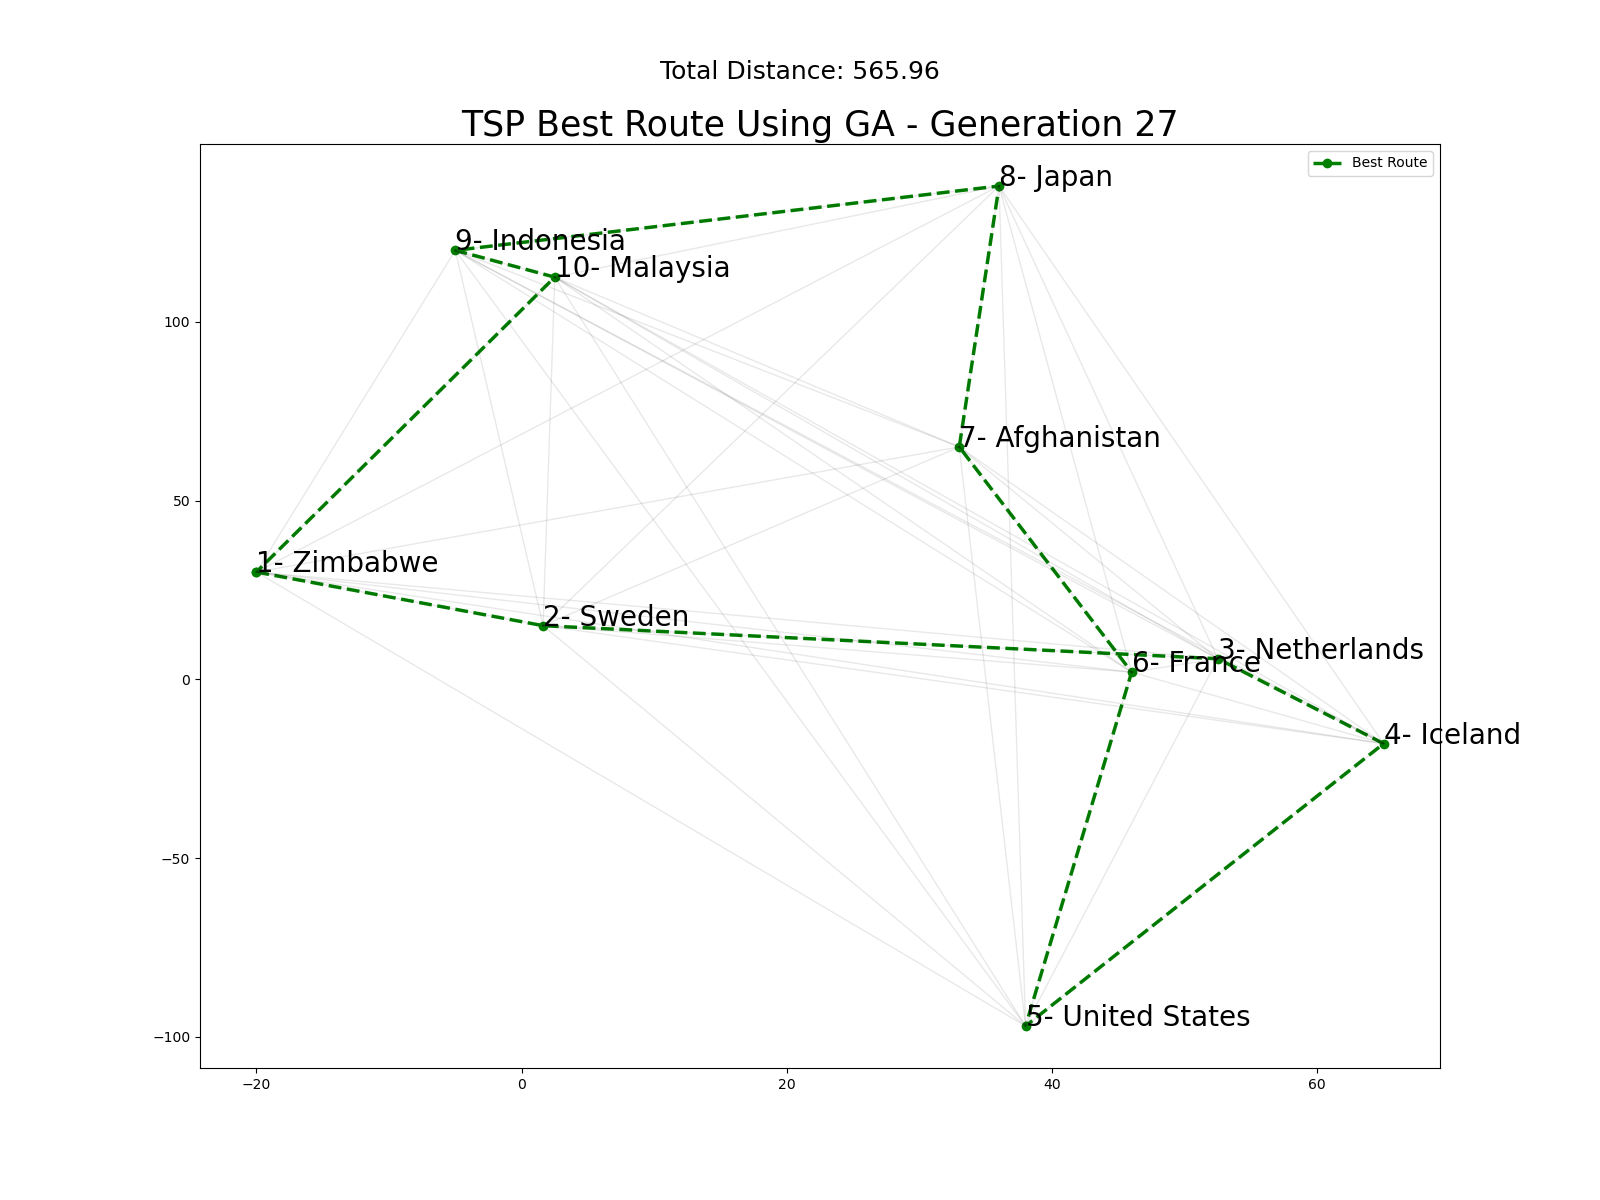 Total Distance: 565.96
TSP Best Route Using GA - Generation 27
Best Route
8- Japan
9- Indonesia
10- Malaysia
100
7- Afghanistan
50
1- Zimbabwe
2- Sweden
3- Netherlands
6- France
0
4- Iceland
−50
5- United States
−100
−20 0 20 40 60